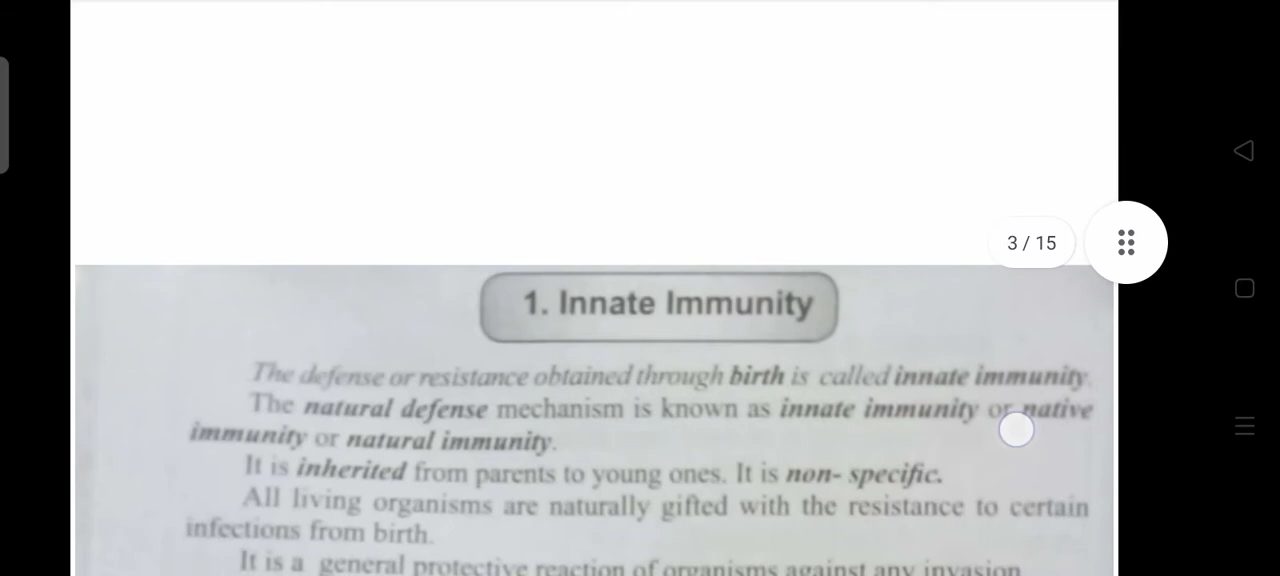 3 / 15
1. Innate Immunity
The defense or resistance obtained through birth is called innate immunity.
The natural defense mechanism is known as innate immunity or native
immunity or natural immunity.
It is inherited from parents to young ones. It is non- specific.
All living organisms are naturally gifted with the resistance to certain
infections from birth.
It is a general protective reaction of organisms against any invasion